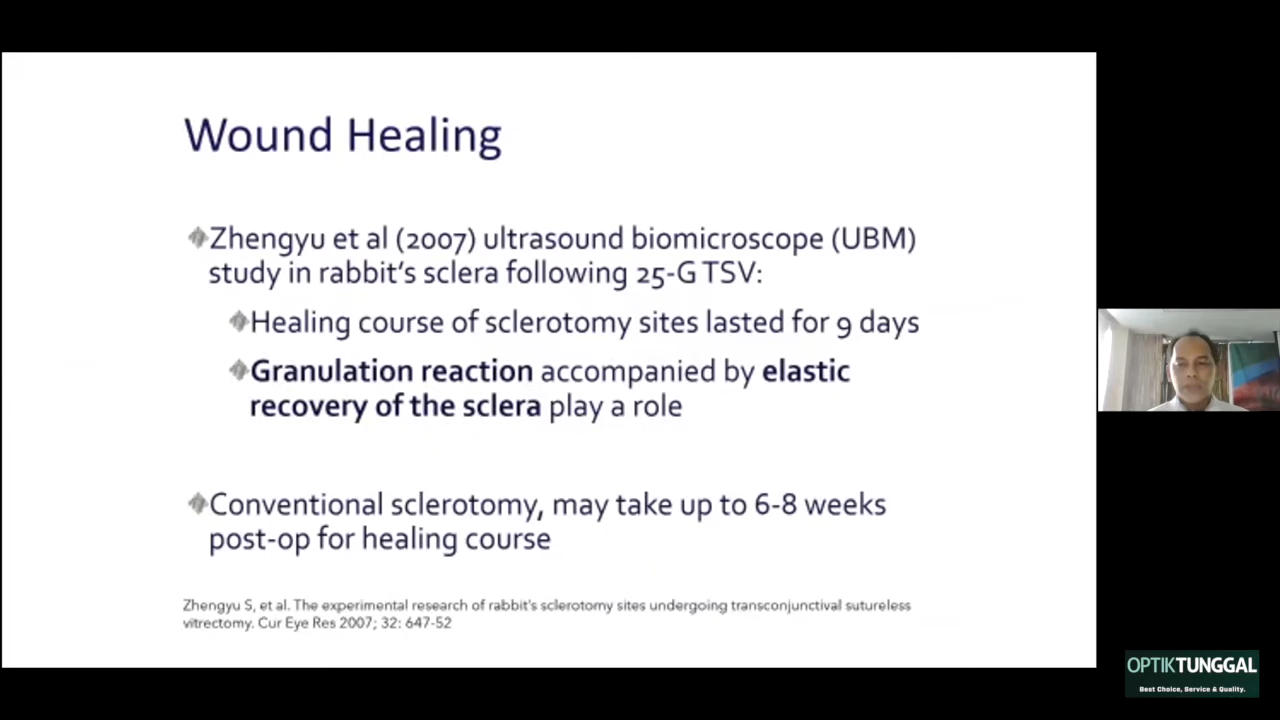 Wound Healing
Zhengyu et al (2007) ultrasound biomicroscope (UBM)
study in rabbit's sclera following 25-G TSV:
Healing course of sclerotomy sites lasted for 9 days
Granulation reaction accompanied by elastic
recovery of the sclera play a role
Conventional sclerotomy, may take up to 6-8 weeks
post-op for healing course
Zhengyu S, et al. The experimental research of rabbit's sclerotomy sites undergoing transconjunctival sutureless
vitrectomy. Cur Eye Res 2007; 32: 647-52
OPTIKTUNGGAL
Best Choice, Service & Quality.